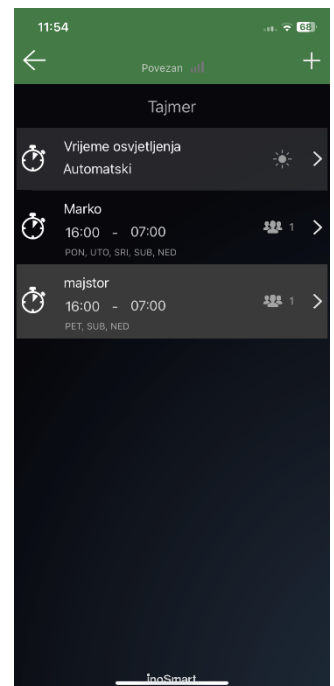 11:54
68
Povezan
Tajmer
Vrijeme osvjetljenja
Automatski
Marko
16:00 - 07:00
1
PON, UTO, SRI, SUB, NED
majstor
16:00 - 07:00
1
PET, SUB, NED
inoSmart